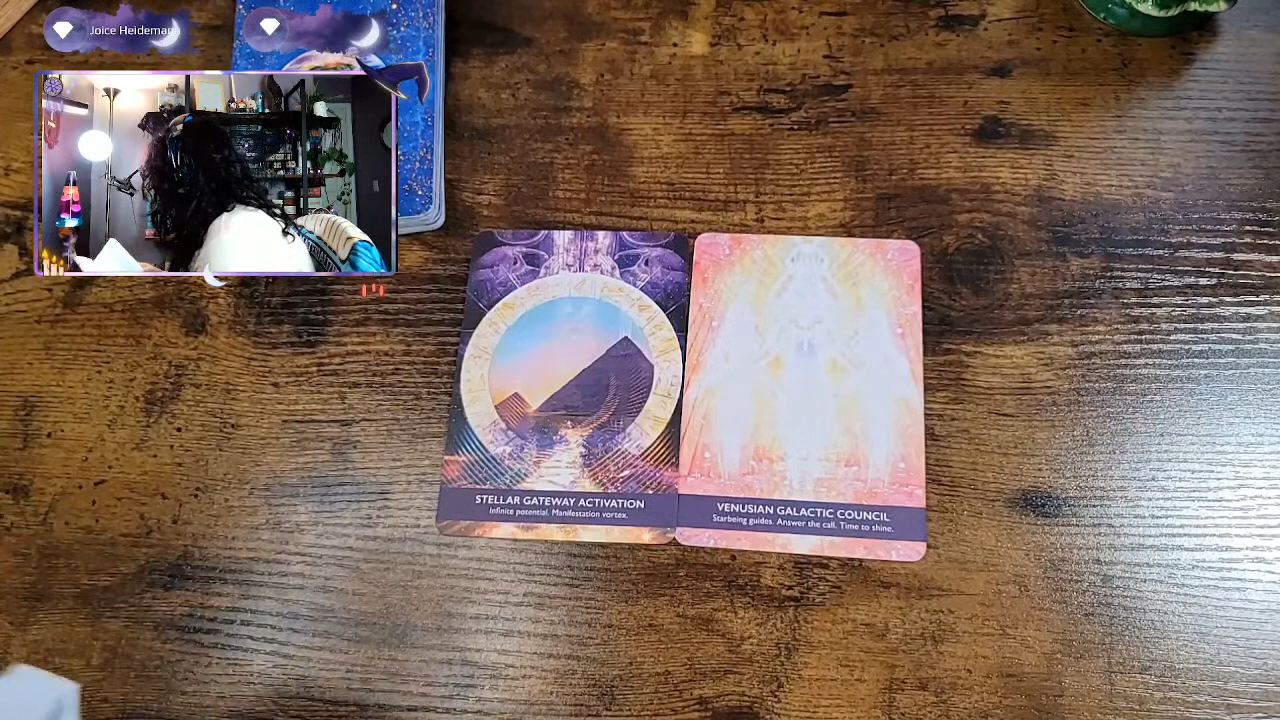 Joice Heidemann
STELLAR GATEWAY ACTIVATION
Infinite potential. Manifestation vortex.
VENUSIAN GALACTIC COUNCIL
Starbeing guides. Answer the call. Time to shine.